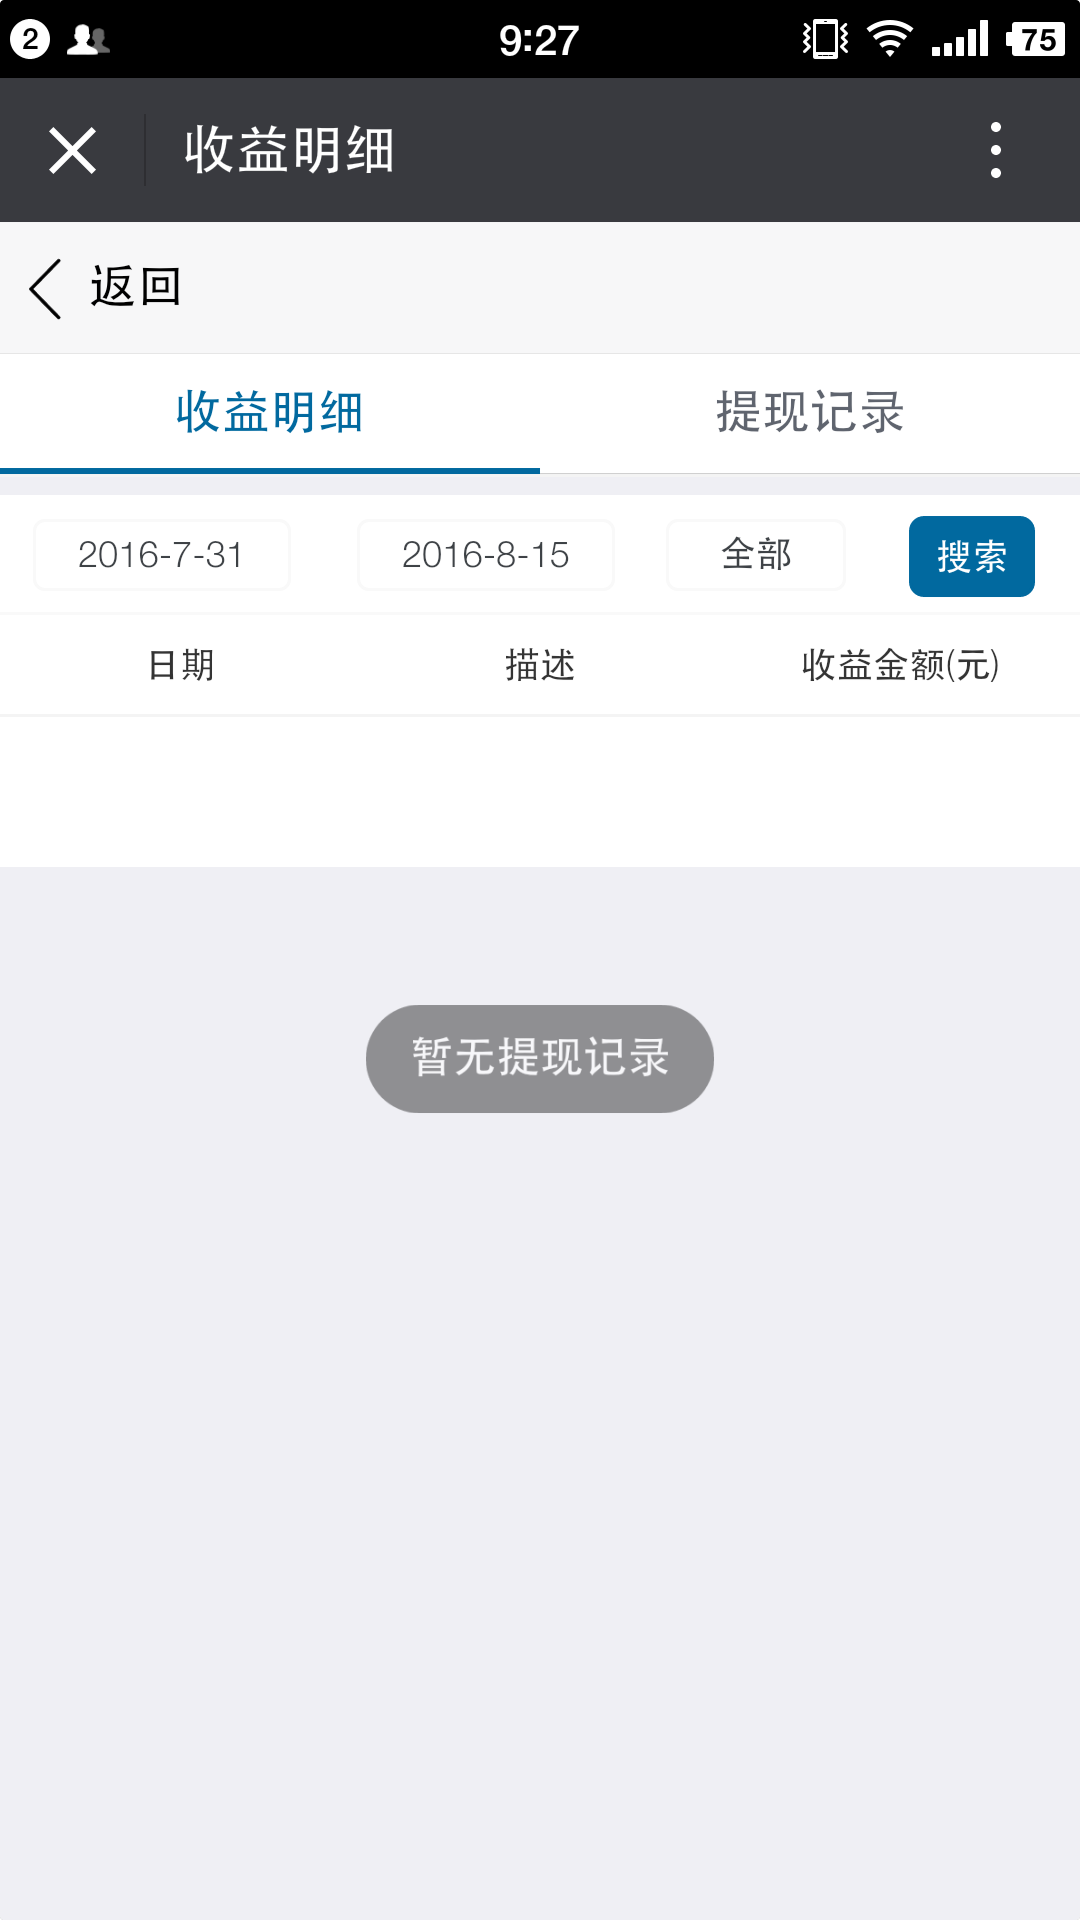 2
9:27
75
收益明细
返回
收益明细 提现记录
2016-7-31 2016-8-15 全部 搜索
日期 描述 收益金额(元)
暂无提现记录